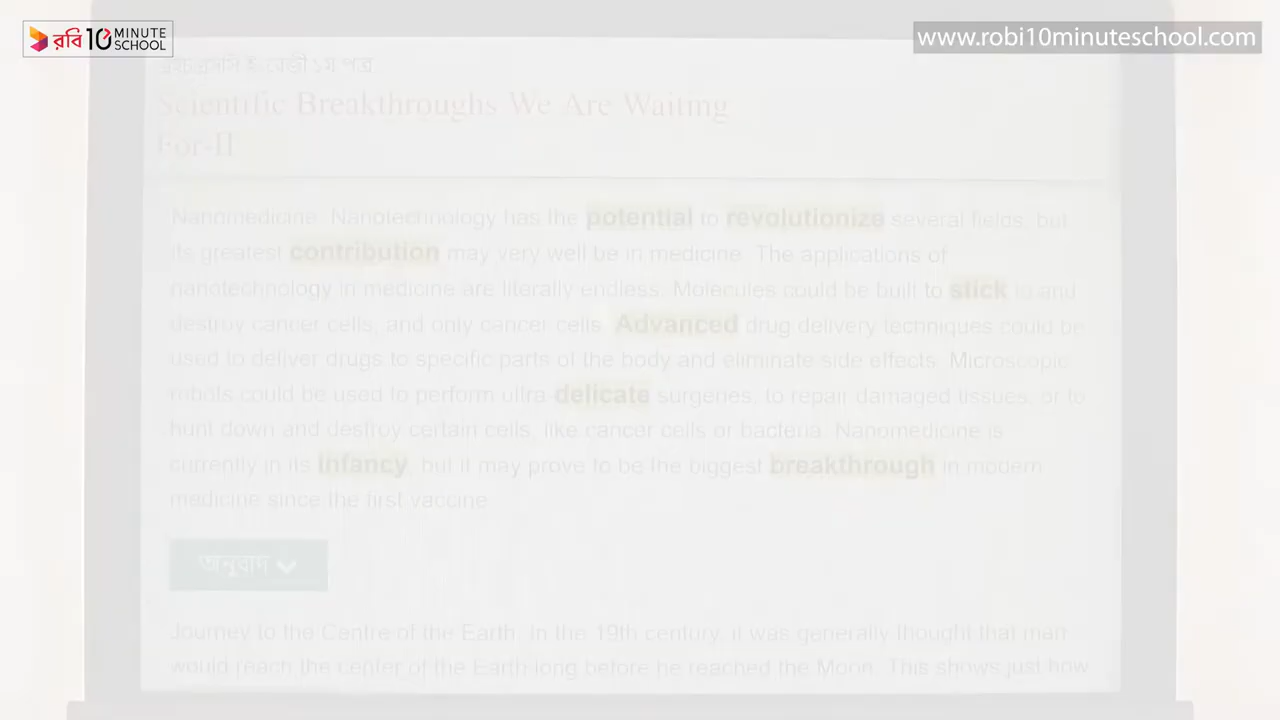 রবি 10 MINUTE SCHOOL
www.robi10minuteschool.com
এইচএসসি ইংরেজী ১ম পত্র
Scientific Breakthroughs We Are Waiting
For-II
Nanomedicine: Nanotechnology has the potential to revolutionize several fields, but
its greatest contribution may very well be in medicine. The applications of
nanotechnology in medicine are literally endless. Molecules could be built to stick to and
destroy cancer cells, and only cancer cells. Advanced drug delivery techniques could be
used to deliver drugs to specific parts of the body and eliminate side effects. Microscopic
robots could be used to perform ultra delicate surgeries, to repair damaged tissues, or to
hunt down and destroy certain cells, like cancer cells or bacteria. Nanomedicine is
currently in its infancy, but it may prove to be the biggest breakthrough in modern
medicine since the first vaccine.
অনুবাদ
Journey to the Centre of the Earth: In the 19th century, it was generally thought that man
would reach the center of the Earth long before he reached the Moon. This shows just how